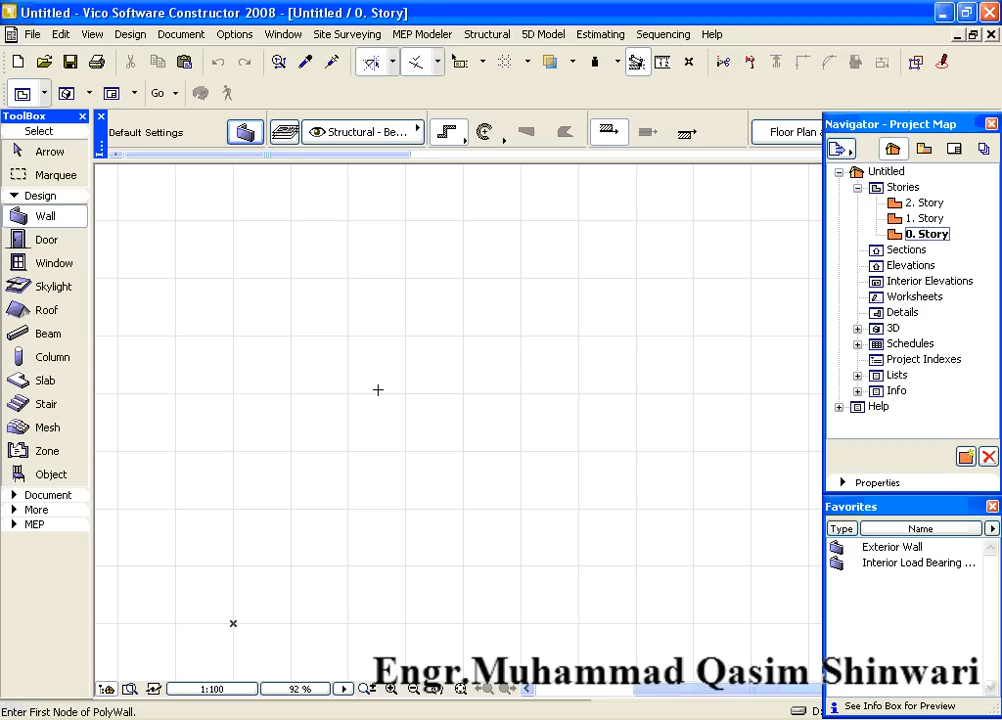 Untitled - Vico Software Constructor 2008 - [Untitled / 0. Story]
File Edit View Design Document Options Window Site Surveying MEP Modeler Structural 5D Model Estimating Sequencing Help
Go
ToolBox
Select
Arrow
Marquee
Design
Wall
Door
Window
Skylight
Roof
Beam
Column
Slab
Stair
Mesh
Zone
Object
Document
More
MEP
Default Settings
Structural - Be...
Floor Plan a
Navigator - Project Map
Untitled
Stories
2. Story
1. Story
0. Story
Sections
Elevations
Interior Elevations
Worksheets
Details
3D
Schedules
Project Indexes
Lists
Info
Help
Properties
Favorites
Type Name
Exterior Wall
Interior Load Bearing ...
See Info Box for Preview
Engr.Muhammad Qasim Shinwari
1:100 92 %
Enter First Node of PolyWall.